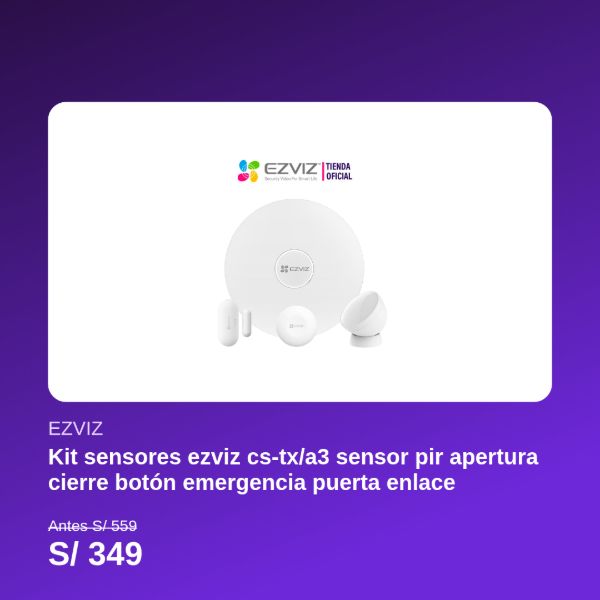 EZVIZ
TIENDA
OFICIAL
EZVIZ
EZVIZ
Kit sensores ezviz cs-tx/a3 sensor pir apertura
cierre botón emergencia puerta enlace
Antes S/ 559
S/ 349